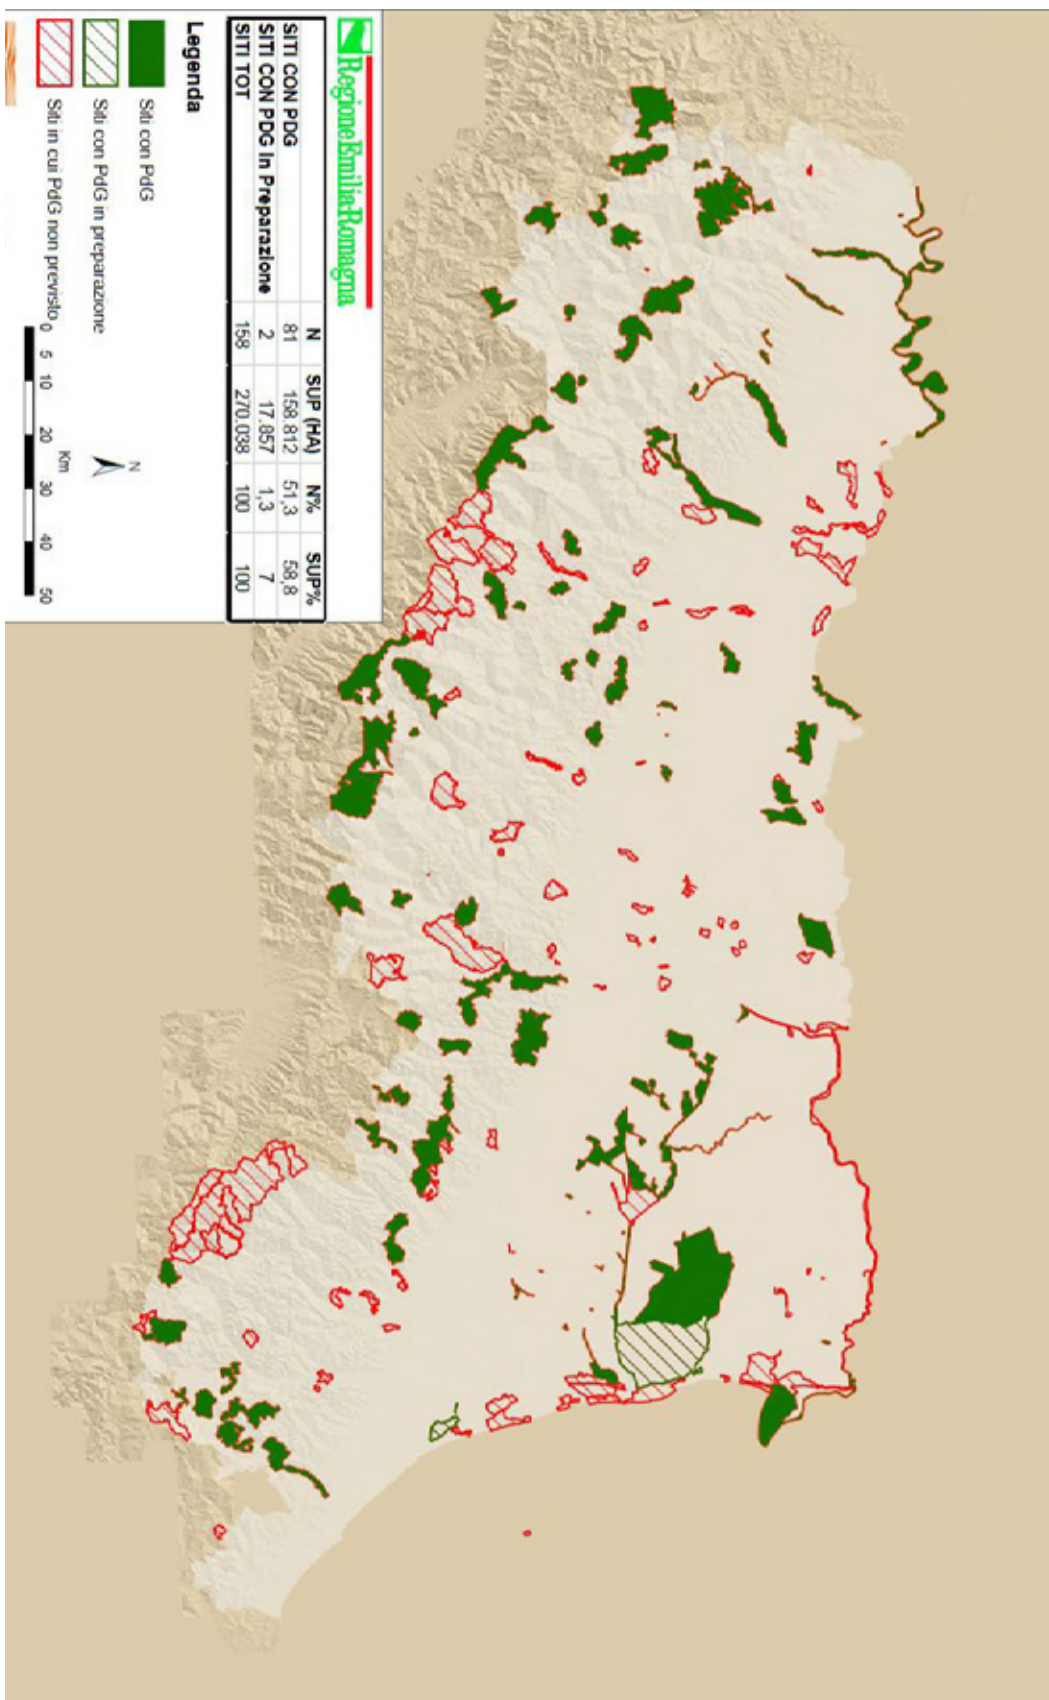 RegioneEmilia-Romagna
N SUP (HA) N% SUP%
SITI CON PDG 81 158.812 51,3 58,8
SITI CON PDG In Preparazione 2 17.857 1,3 7
SITI TOT 158 270.038 100 100
Legenda
Siti con PdG
Siti con PdG in preparazione
Siti in cui PdG non previsto
N
0 5 10 20 30 40 50
Km